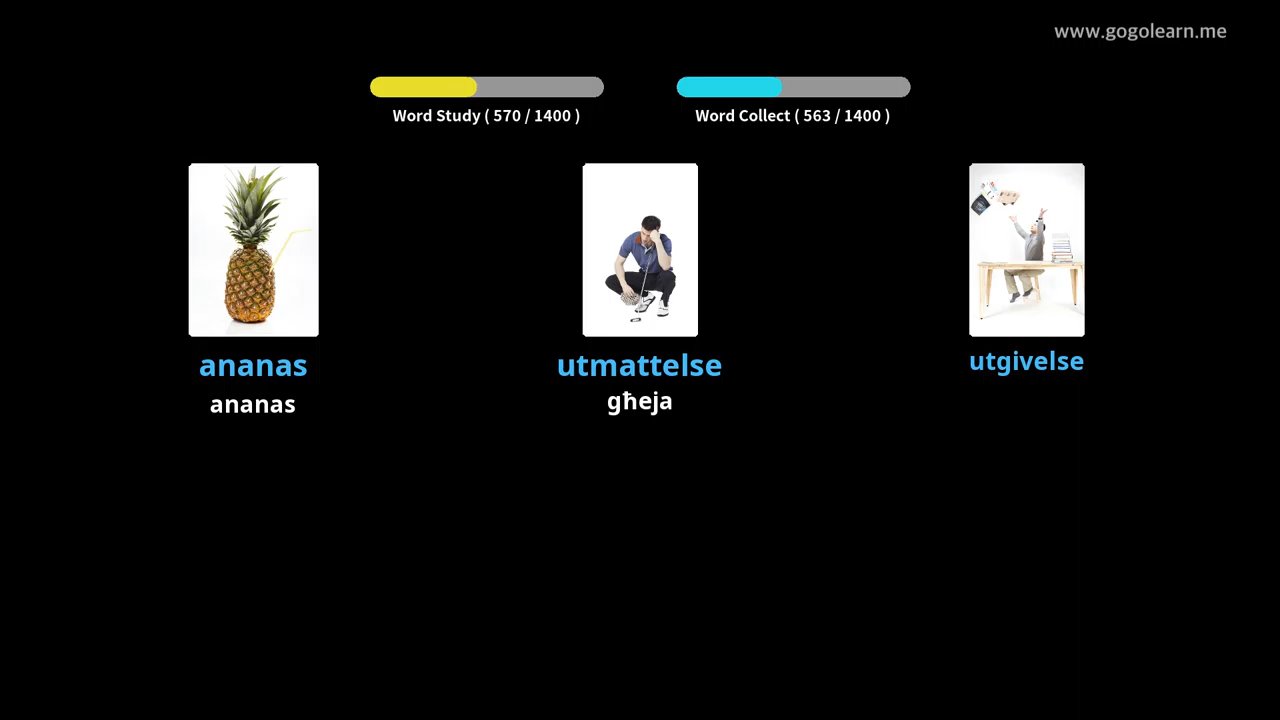 www.gogolearn.me
Word Study ( 570 / 1400 )
Word Collect ( 563 / 1400 )
ananas
ananas
utmattelse
għeja
utgivelse